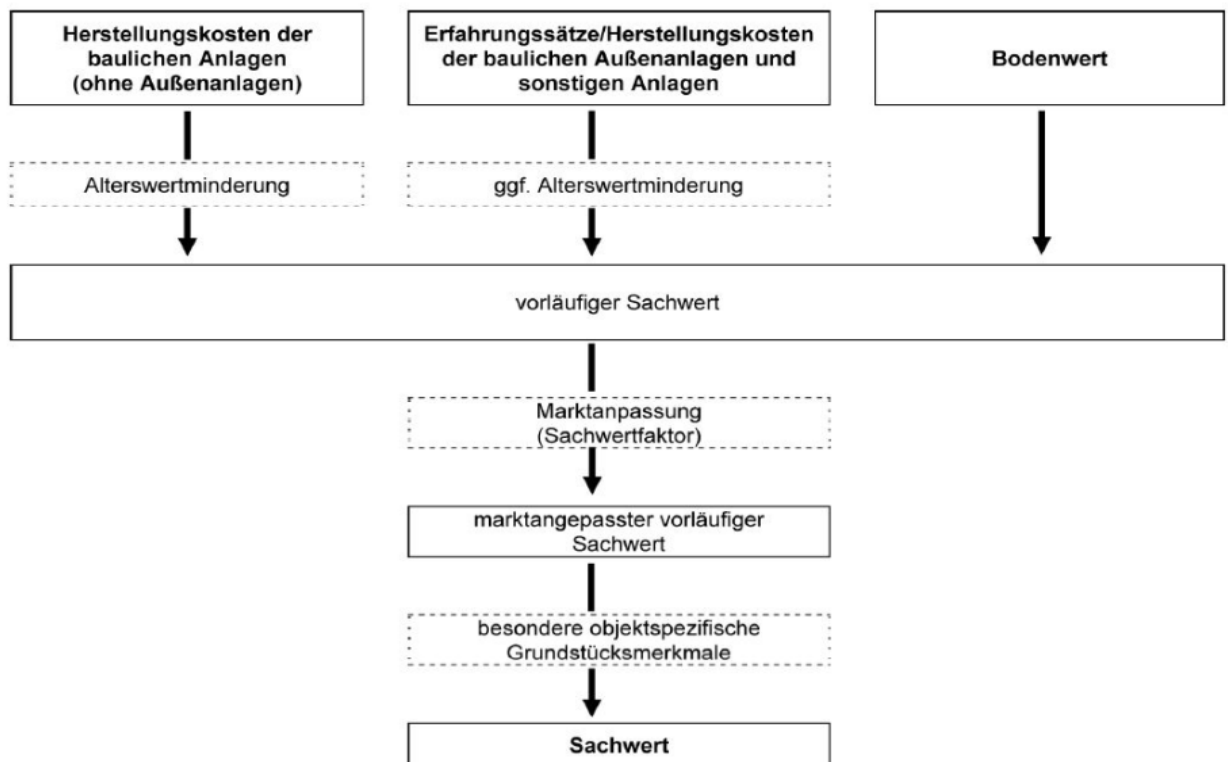 Herstellungskosten der
baulichen Anlagen
(ohne Außenanlagen)
Erfahrungssätze/Herstellungskosten
der baulichen Außenanlagen und
sonstigen Anlagen
Bodenwert
Alterswertminderung
ggf. Alterswertminderung
vorläufiger Sachwert
Marktanpassung
(Sachwertfaktor)
marktangepasster vorläufiger
Sachwert
besondere objektspezifische
Grundstücksmerkmale
Sachwert